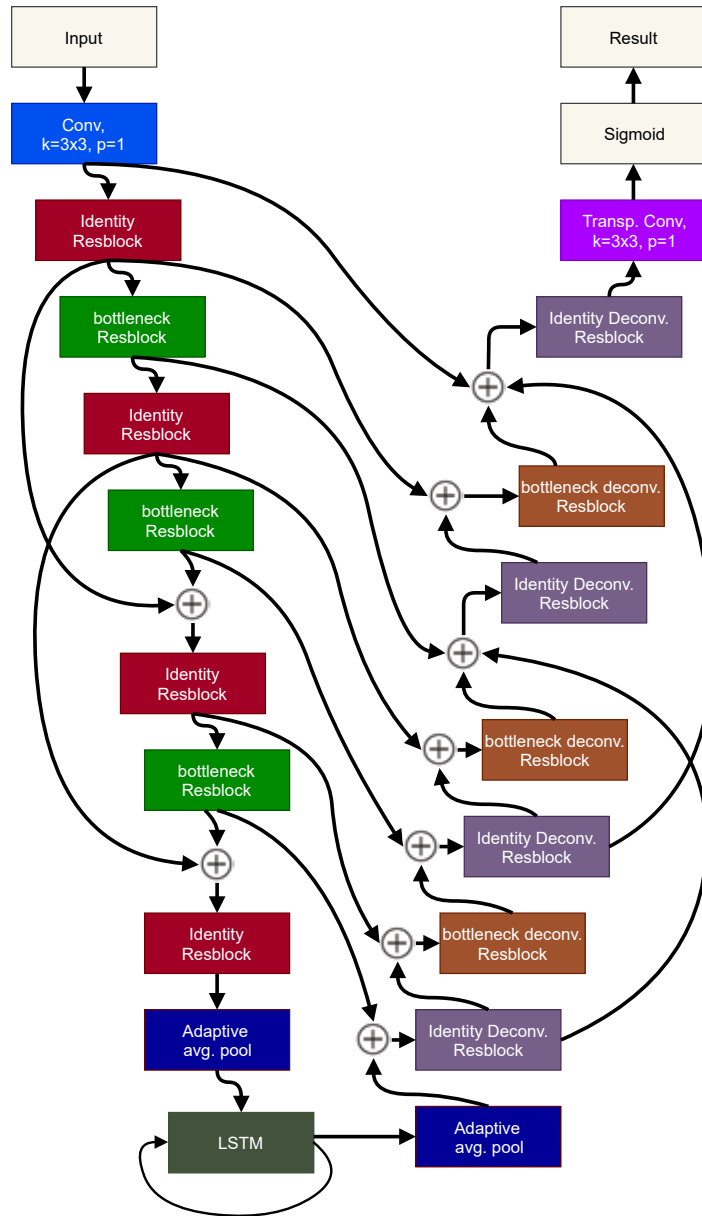 Input
Conv,
k=3x3, p=1
Identity
Resblock
bottleneck
Resblock
Identity
Resblock
bottleneck
Resblock
Identity
Resblock
bottleneck
Resblock
Identity
Resblock
Adaptive
avg. pool
LSTM
Adaptive
avg. pool
Identity Deconv.
Resblock
bottleneck deconv.
Resblock
Identity Deconv.
Resblock
bottleneck deconv.
Resblock
Identity Deconv.
Resblock
bottleneck deconv.
Resblock
Identity Deconv.
Resblock
Transp. Conv,
k=3x3, p=1
Sigmoid
Result